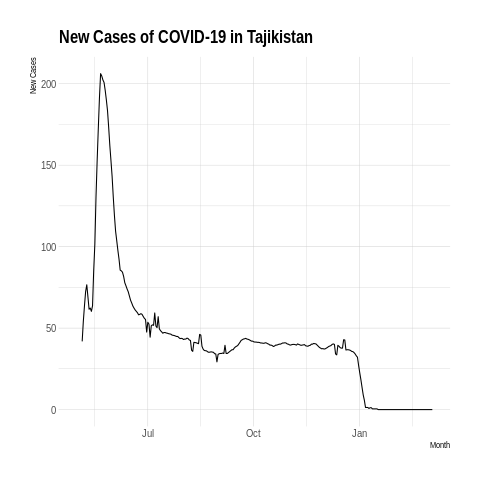 New Cases of COVID-19 in Tajikistan
New Cases
200
150
100
50
0
Jul Oct Jan
Month